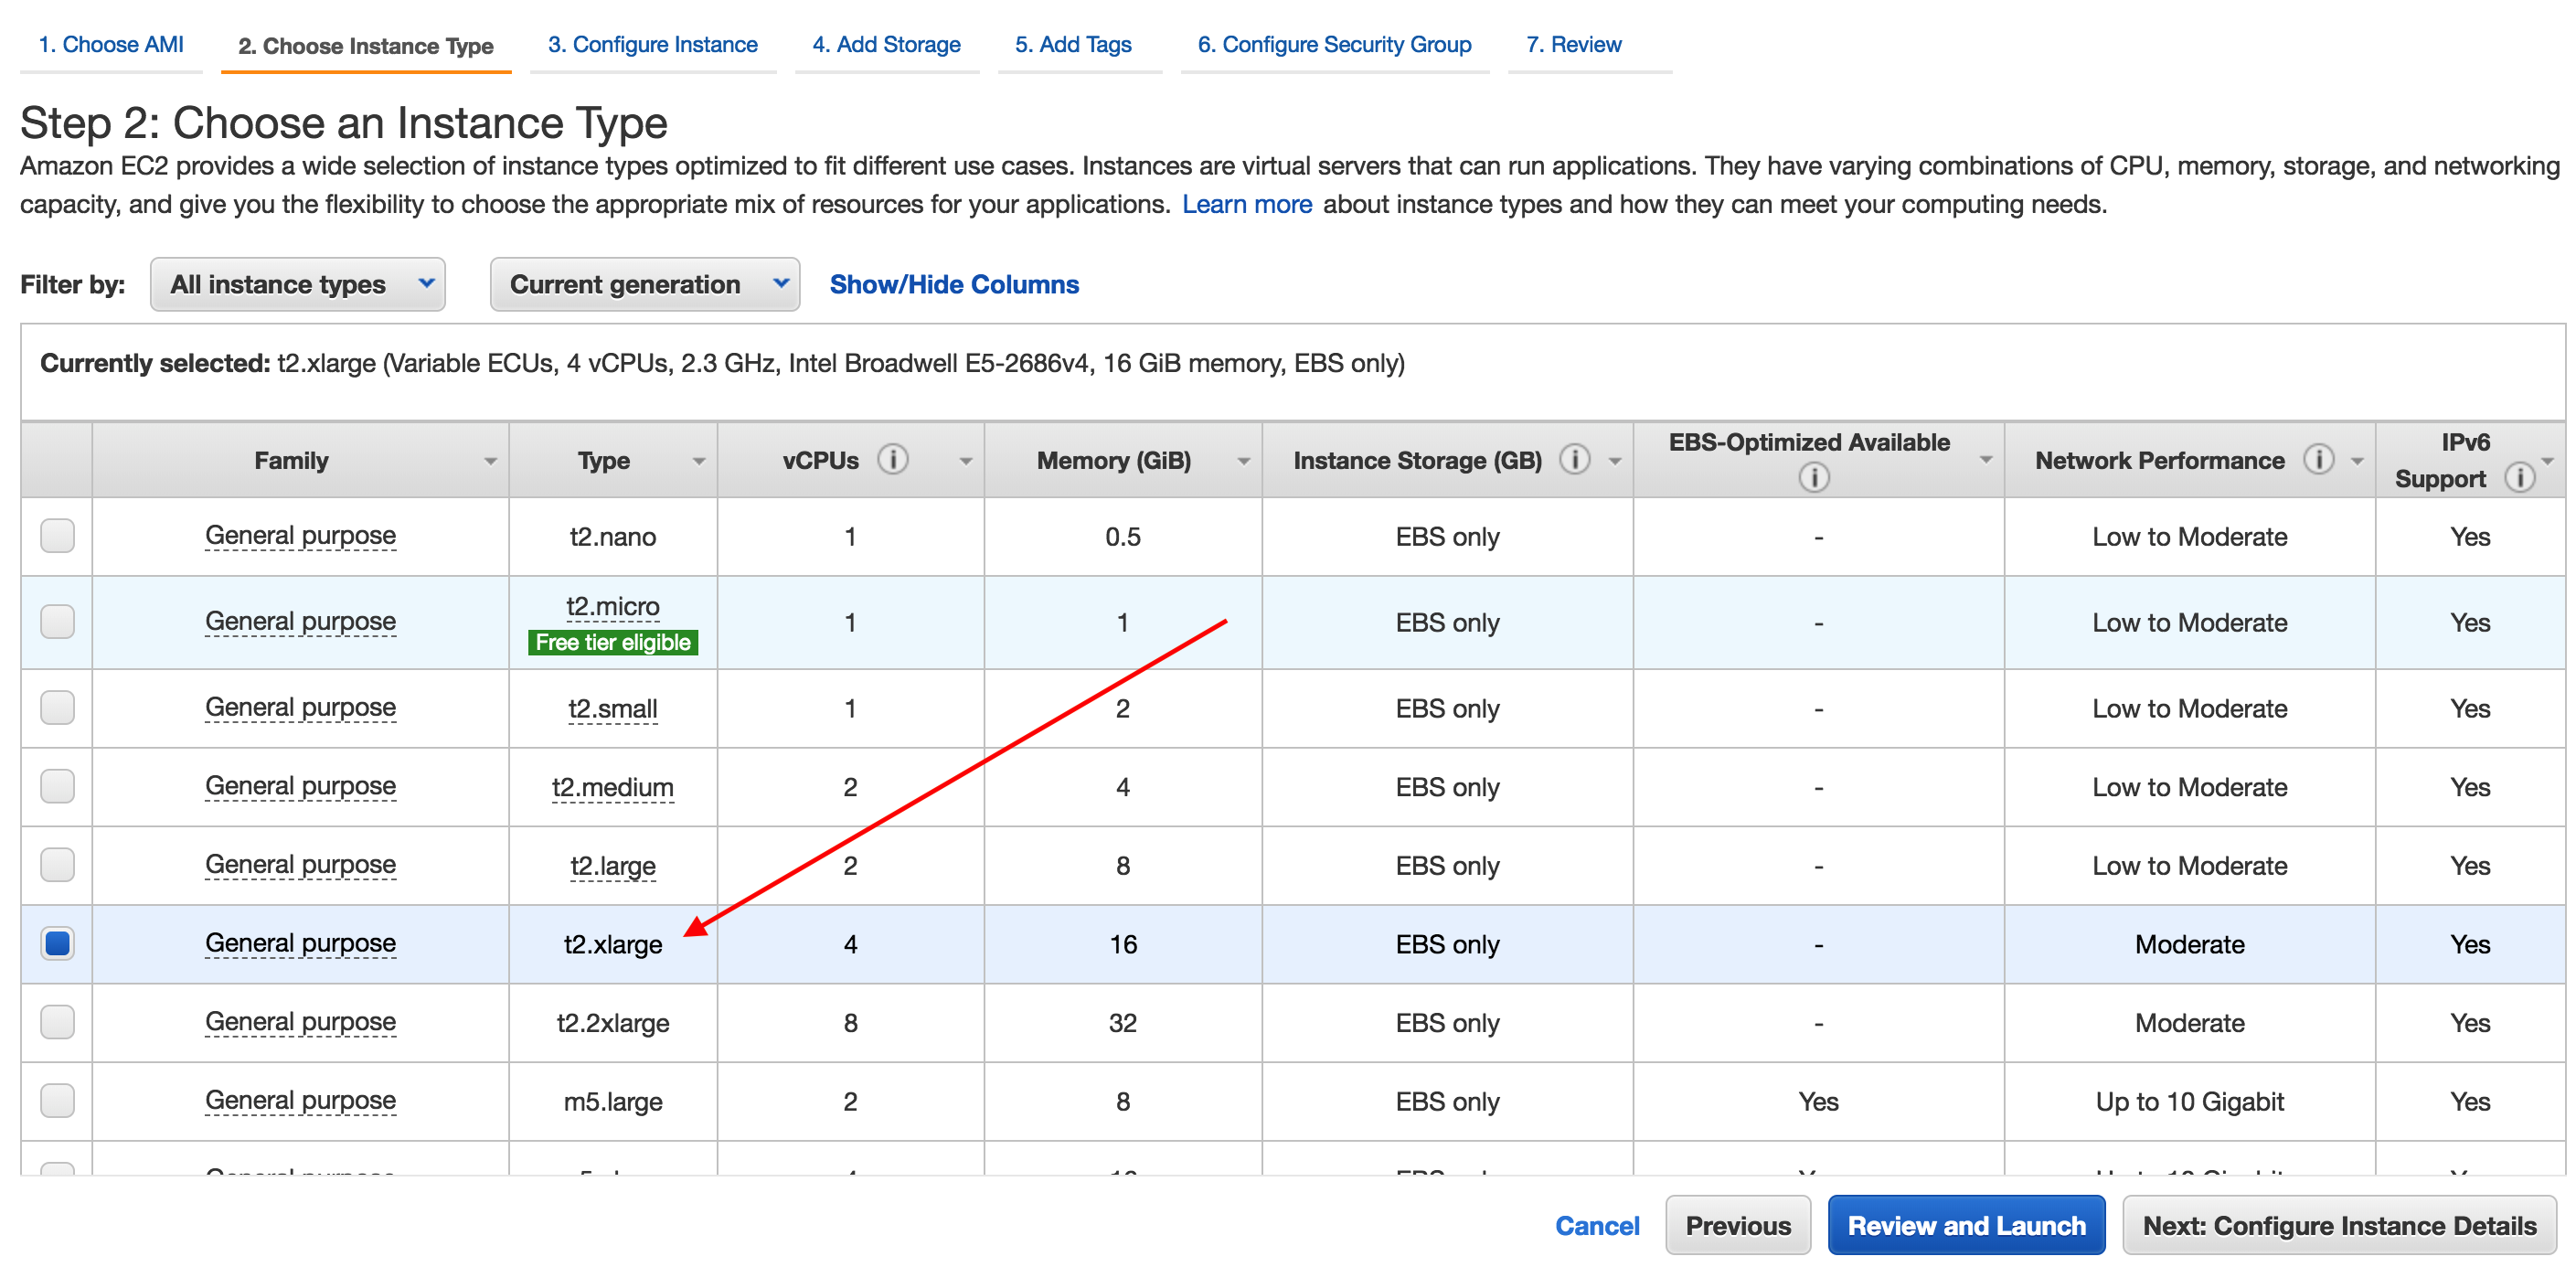 1. Choose AMI 2. Choose Instance Type 3. Configure Instance 4. Add Storage 5. Add Tags 6. Configure Security Group 7. Review
Step 2: Choose an Instance Type
Amazon EC2 provides a wide selection of instance types optimized to fit different use cases. Instances are virtual servers that can run applications. They have varying combinations of CPU, memory, storage, and networking
capacity, and give you the flexibility to choose the appropriate mix of resources for your applications. Learn more about instance types and how they can meet your computing needs.
Filter by: All instance types Current generation Show/Hide Columns
Currently selected: t2.xlarge (Variable ECUs, 4 vCPUs, 2.3 GHz, Intel Broadwell E5-2686v4, 16 GiB memory, EBS only)
Family Type vCPUs Memory (GiB) Instance Storage (GB) EBS-Optimized Available Network Performance IPv6 Support
General purpose t2.nano 1 0.5 EBS only - Low to Moderate Yes
General purpose t2.micro 1 1 EBS only - Low to Moderate Yes
Free tier eligible
General purpose t2.small 1 2 EBS only - Low to Moderate Yes
General purpose t2.medium 2 4 EBS only - Low to Moderate Yes
General purpose t2.large 2 8 EBS only - Low to Moderate Yes
General purpose t2.xlarge 4 16 EBS only - Moderate Yes
General purpose t2.2xlarge 8 32 EBS only - Moderate Yes
General purpose m5.large 2 8 EBS only Yes Up to 10 Gigabit Yes
Cancel Previous Review and Launch Next: Configure Instance Details